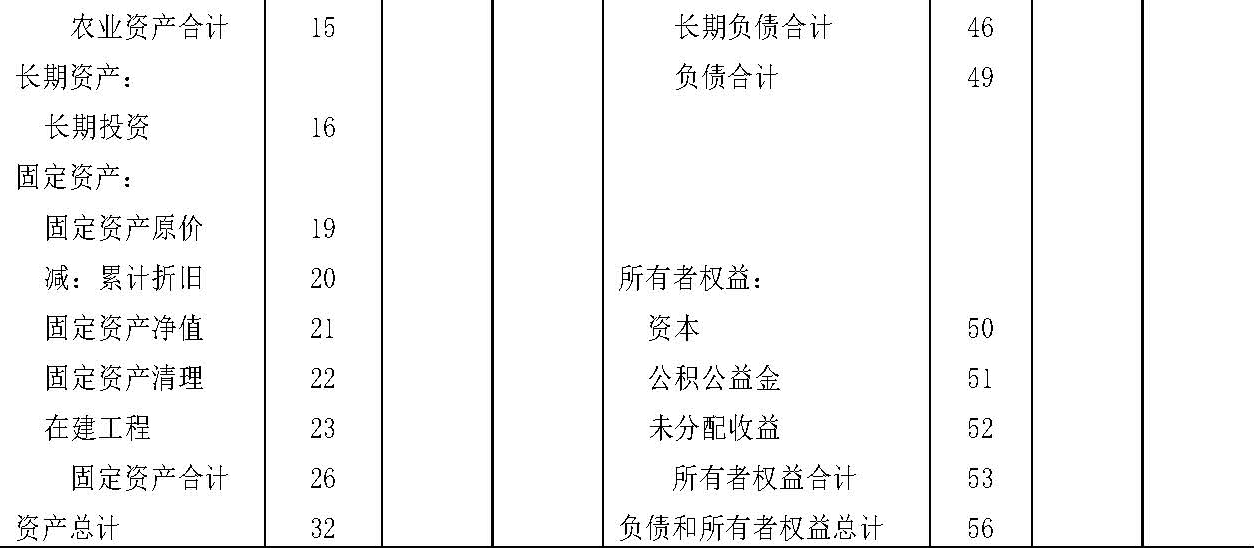 农业资产合计 15 长期负债合计 46
长期资产： 负债合计 49
长期投资 16
固定资产：
固定资产原价 19
减：累计折旧 20 所有者权益：
固定资产净值 21 资本 50
固定资产清理 22 公积公益金 51
在建工程 23 未分配收益 52
固定资产合计 26 所有者权益合计 53
资产总计 32 负债和所有者权益总计 56